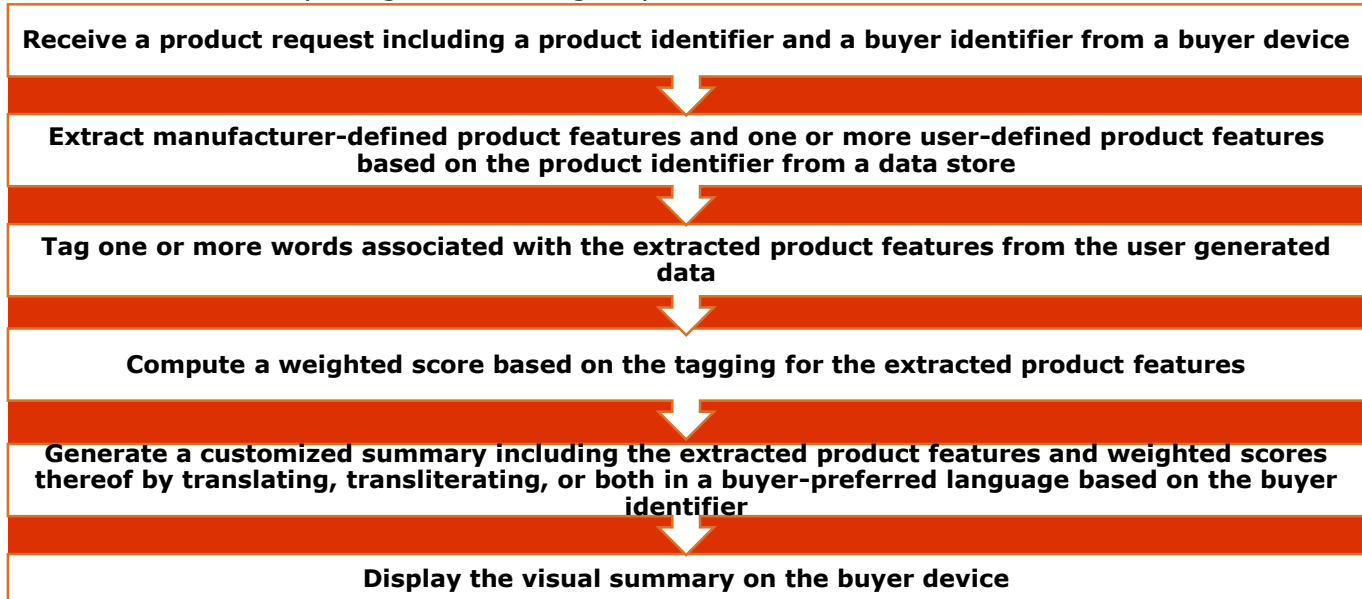 Receive a product request including a product identifier and a buyer identifier from a buyer device
Extract manufacturer-defined product features and one or more user-defined product features
based on the product identifier from a data store
Tag one or more words associated with the extracted product features from the user generated
data
Compute a weighted score based on the tagging for the extracted product features
Generate a customized summary including the extracted product features and weighted scores
thereof by translating, transliterating, or both in a buyer-preferred language based on the buyer
identifier
Display the visual summary on the buyer device